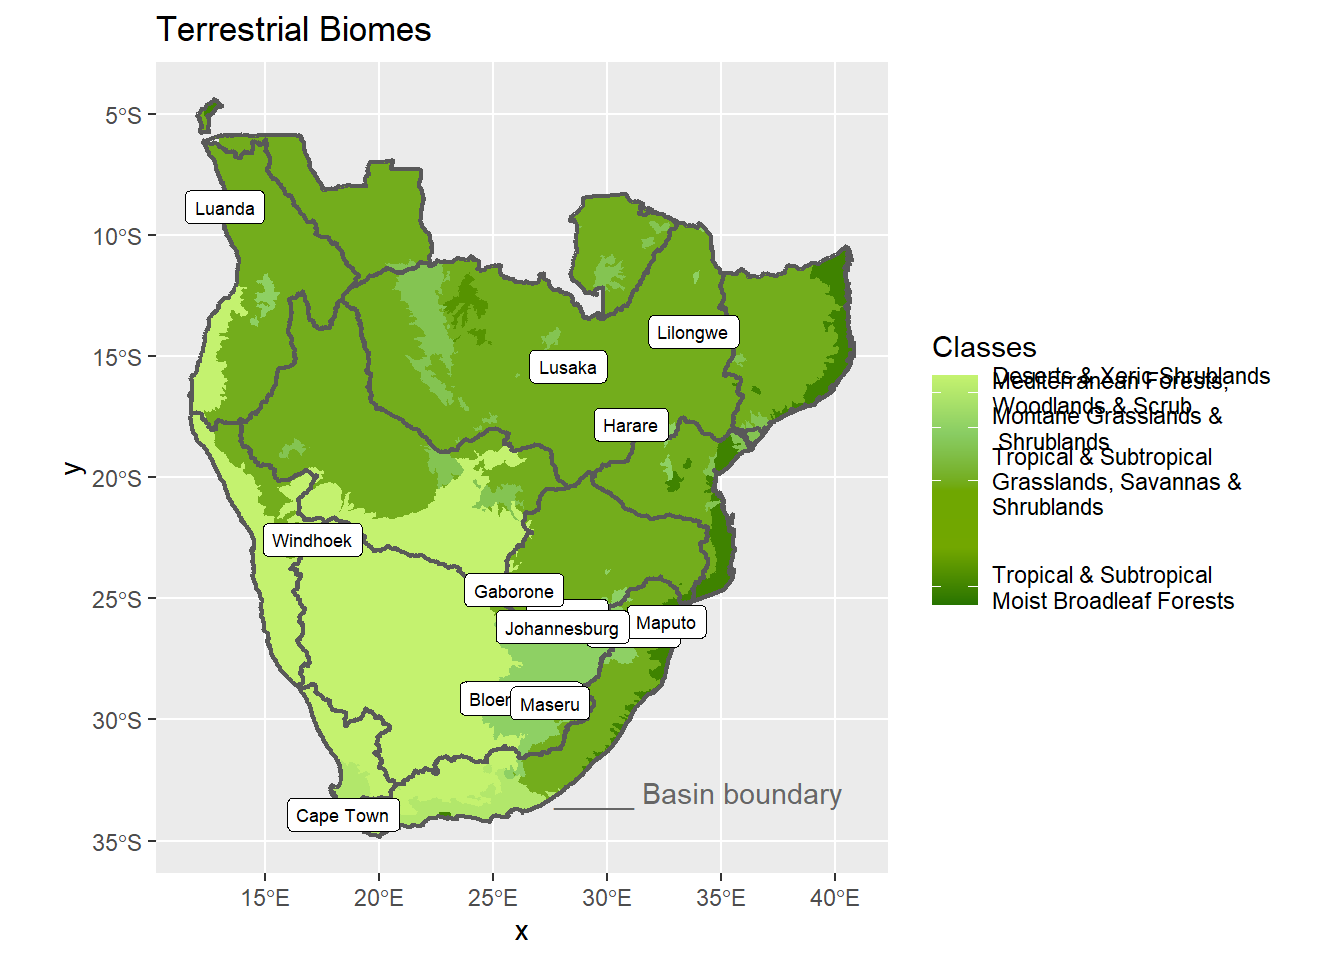 Terrestrial Biomes
5°S
10°S
15°S
20°S
25°S
30°S
35°S
y
Luanda
Lilongwe
Lusaka
Harare
Windhoek
Gaborone
Maputo
Johannesburg
Bloer
Maseru
Basin boundary
Cape Town
15°E
20°E
25°E
30°E
35°E
40°E
x
Classes
Deserts & Xeric Shrublands
Mediterranean Forests,
Woodlands & Scrub
Montane Grasslands &
Shrublands
Tropical & Subtropical
Grasslands, Savannas &
Shrublands
Tropical & Subtropical
Moist Broadleaf Forests